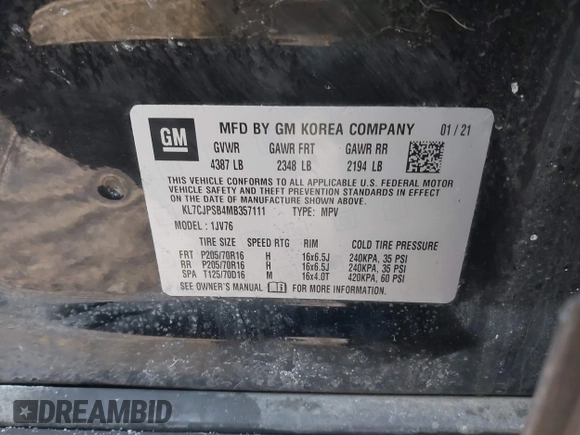 GM
MFD BY GM KOREA COMPANY 01/21
GVWR GAWR FRT GAWR RR
4387 LB 2348 LB 2194 LB
THIS VEHICLE CONFORMS TO ALL APPLICABLE U.S. FEDERAL MOTOR
VEHICLE SAFETY AND THEFT PREVENTION STANDARDS IN EFFECT ON
THE DATE OF MANUFACTURE SHOWN ABOVE.
KL7CJPSB4MB357111 TYPE: MPV
MODEL: 1JV76
TIRE SIZE SPEED RTG RIM COLD TIRE PRESSURE
FRT P205/70R16 H 16x6.5J 240KPA, 35 PSI
RR P205/70R16 H 16x6.5J 240KPA, 35 PSI
SPA T125/70D16 M 16x4.0T 420KPA, 60 PSI
SEE OWNER'S MANUAL FOR MORE INFORMATION.
DREAMBID